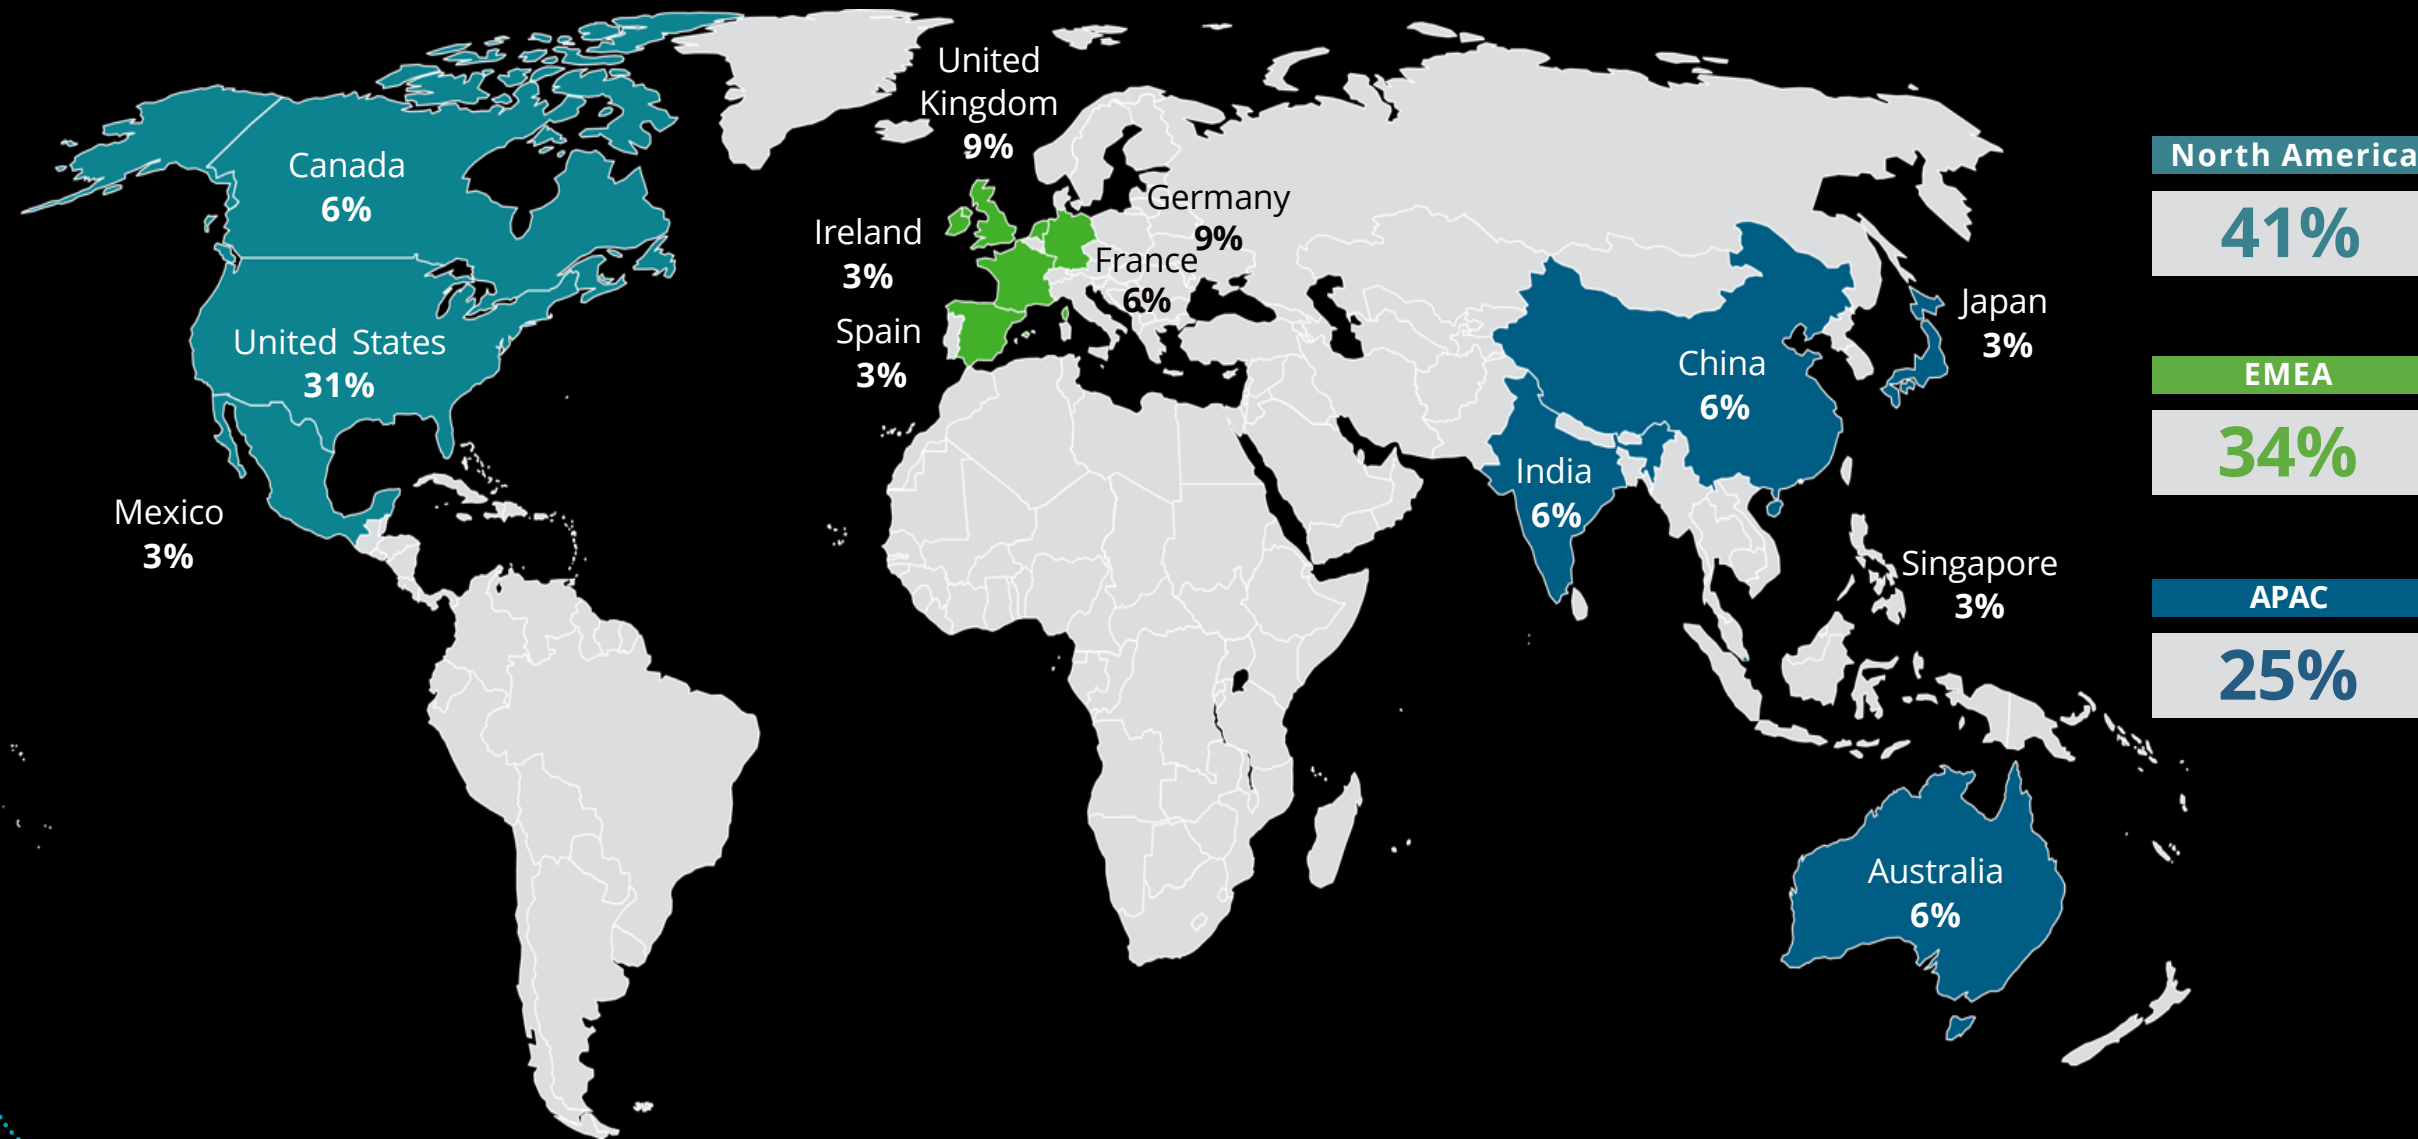 United
Kingdom
9%
Canada
6%
Germany
9%
Ireland
3%
France
6%
Spain
3%
United States
31%
Mexico
3%
China
6%
Japan
3%
India
6%
Singapore
3%
Australia
6%
North America
41%
EMEA
34%
APAC
25%